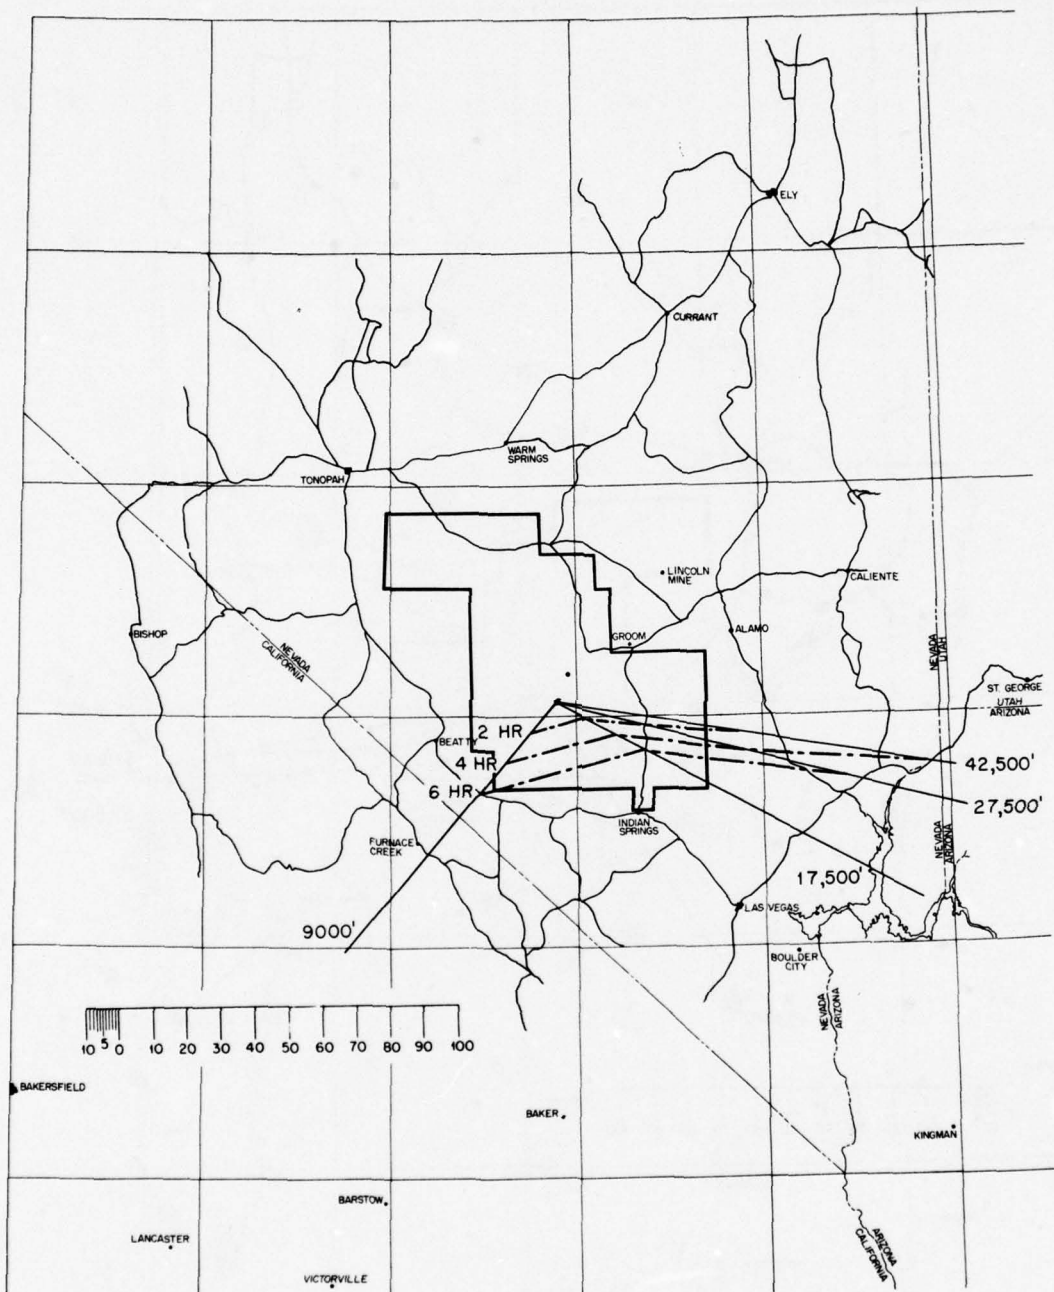 ELY
CURRANT
WARM
SPRINGS
TONOPAH
LINCOLN
MINE
CALIENTE
BISHOP
NEVADA
CALIFORNIA
GROOM
ALAMO
NEVADA
UTAH
ST. GEORGE
UTAH
ARIZONA
2 HR
BEATTY
4 HR
42,500'
6 HR
27,500'
INDIAN
SPRINGS
FURNACE
CREEK
NEVADA
ARIZONA
17,500'
LAS VEGAS
9000'
BOULDER
CITY
NEVADA
ARIZONA
10 5 0 10 20 30 40 50 60 70 80 90 100
BAKERSFIELD
BAKER
KINGMAN
BARSTOW
LANCASTER
ARIZONA
CALIFORNIA
VICTORVILLE